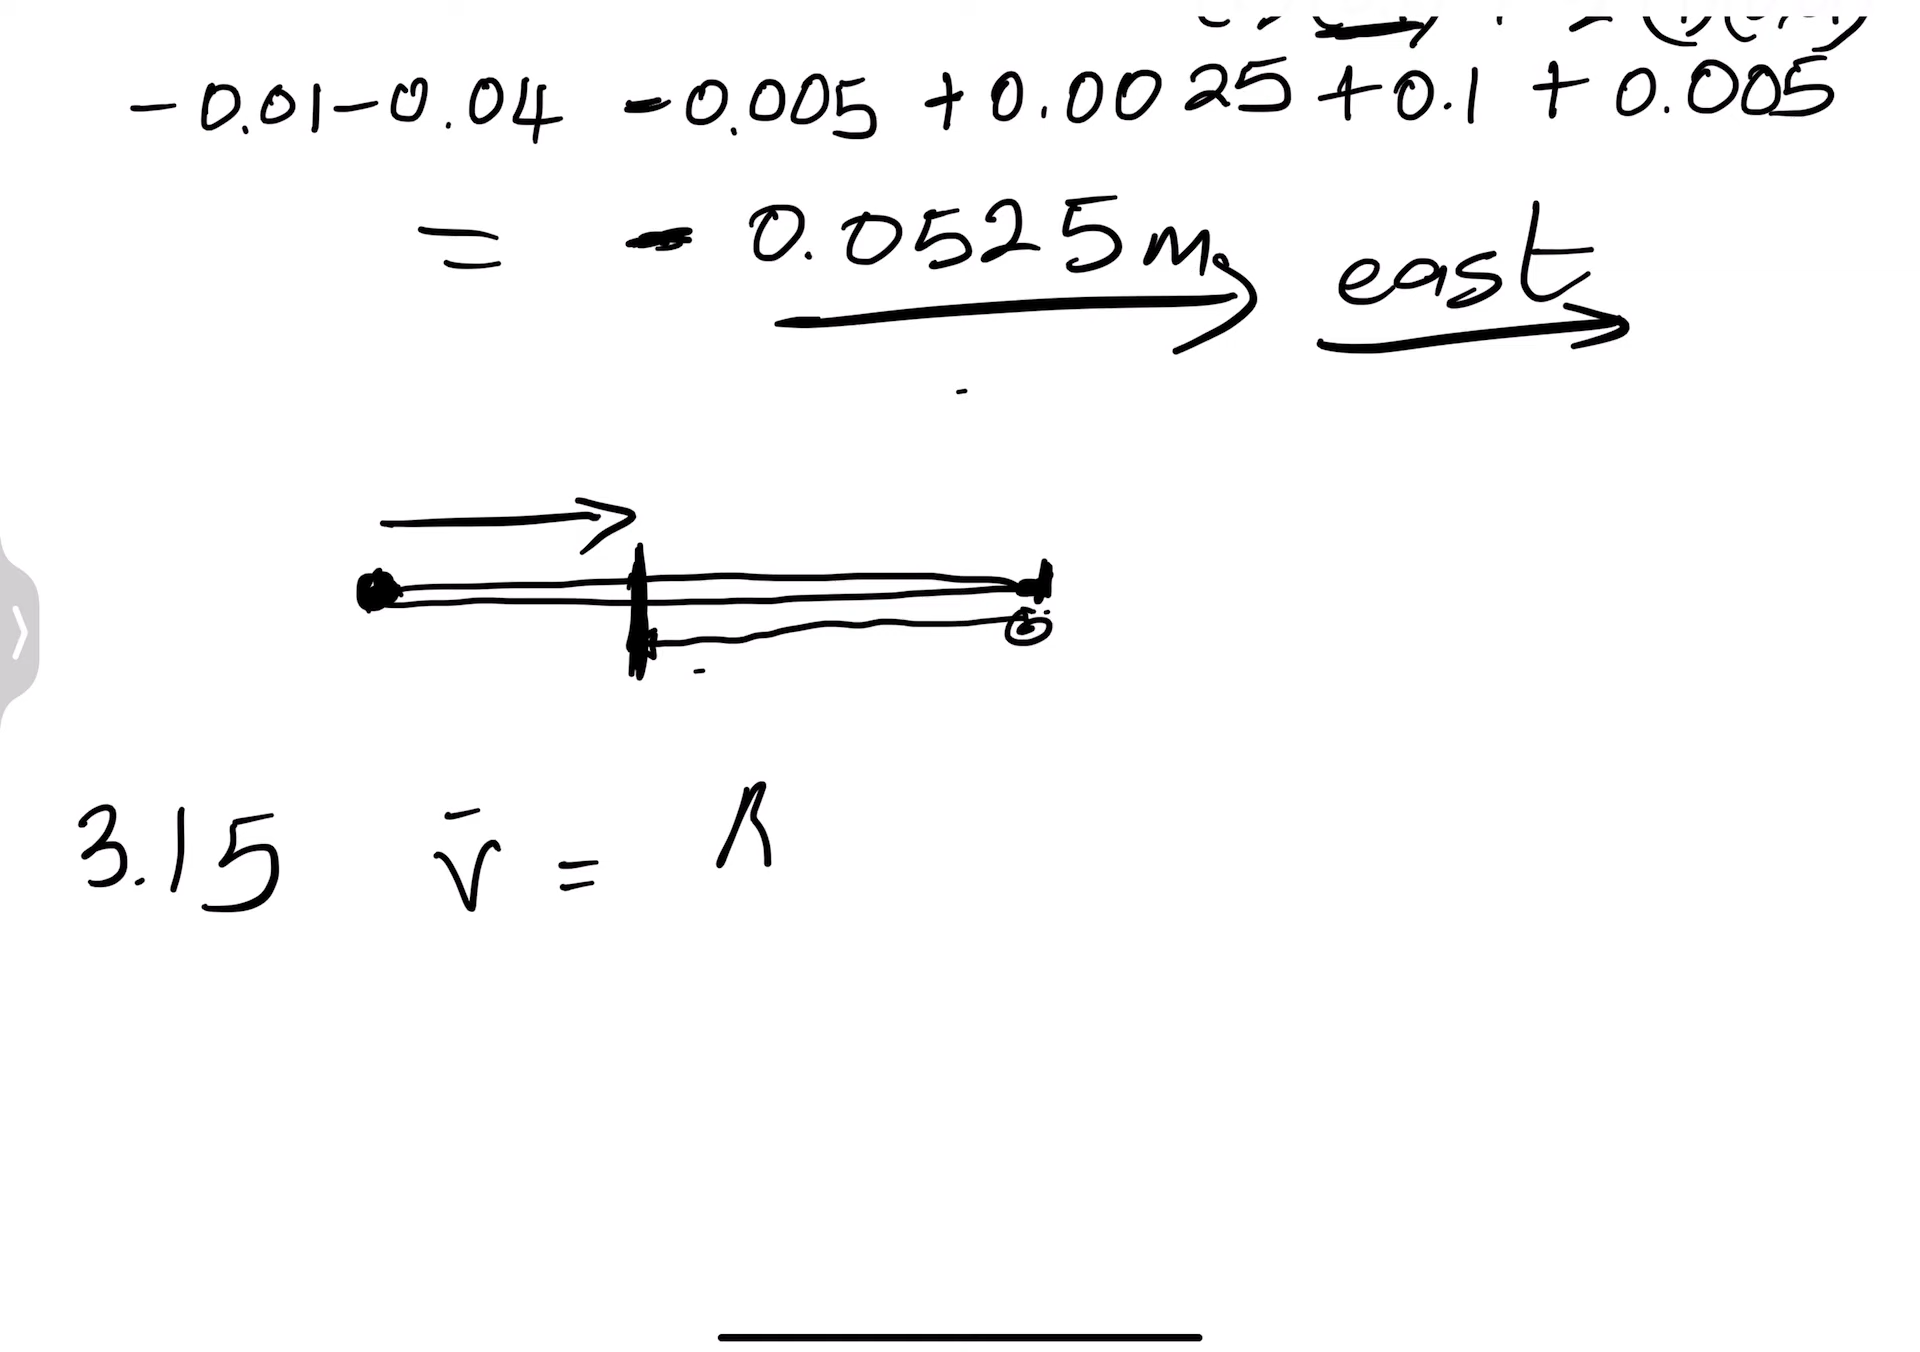 -0.01-0.04 -0.005 +0.0025 +0.1 + 0.005
= - 0.0525m, east
3.15 v̄ =